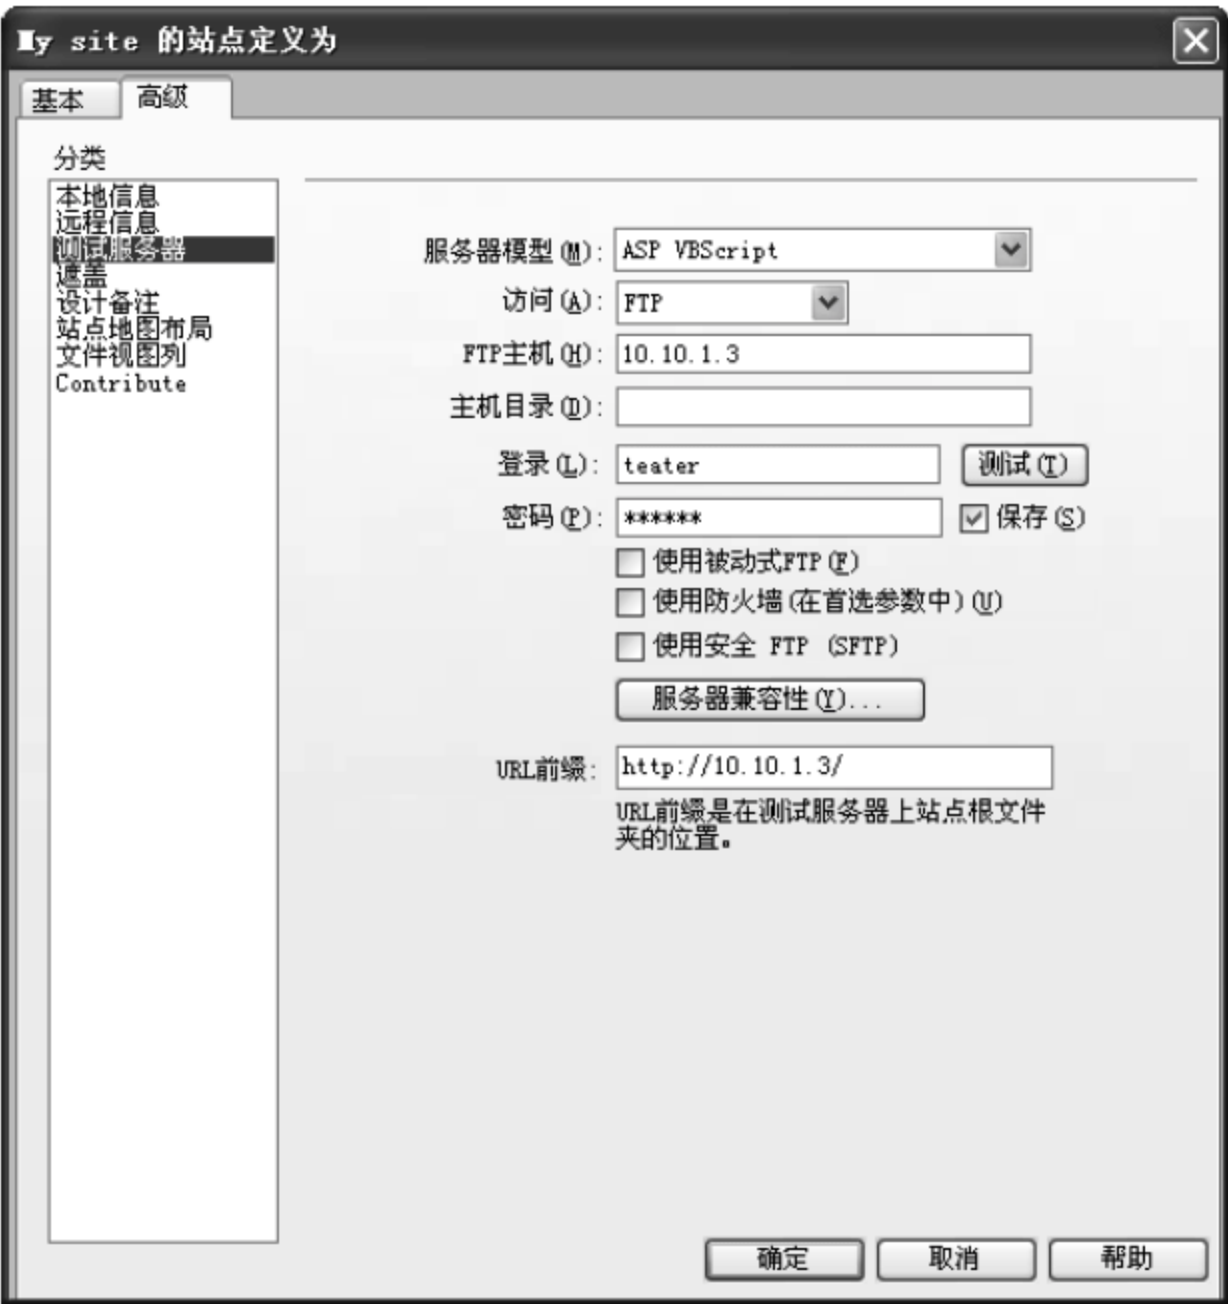 My site 的站点定义为
基本 高级
分类
本地信息
远程信息
测试服务器
遮盖
设计备注
站点地图布局
文件视图列
Contribute
服务器模型(M): ASP VBScript
访问(A): FTP
FTP主机(H): 10.10.1.3
主机目录(D):
登录(L): teater 测试(T)
密码(P): ****** 保存(S)
使用被动式FTP(F)
使用防火墙(在首选参数中)(U)
使用安全 FTP (SFTP)
服务器兼容性(Y)...
URL前缀: http://10.10.1.3/
URL前缀是在测试服务器上站点根文件
夹的位置。
确定 取消 帮助